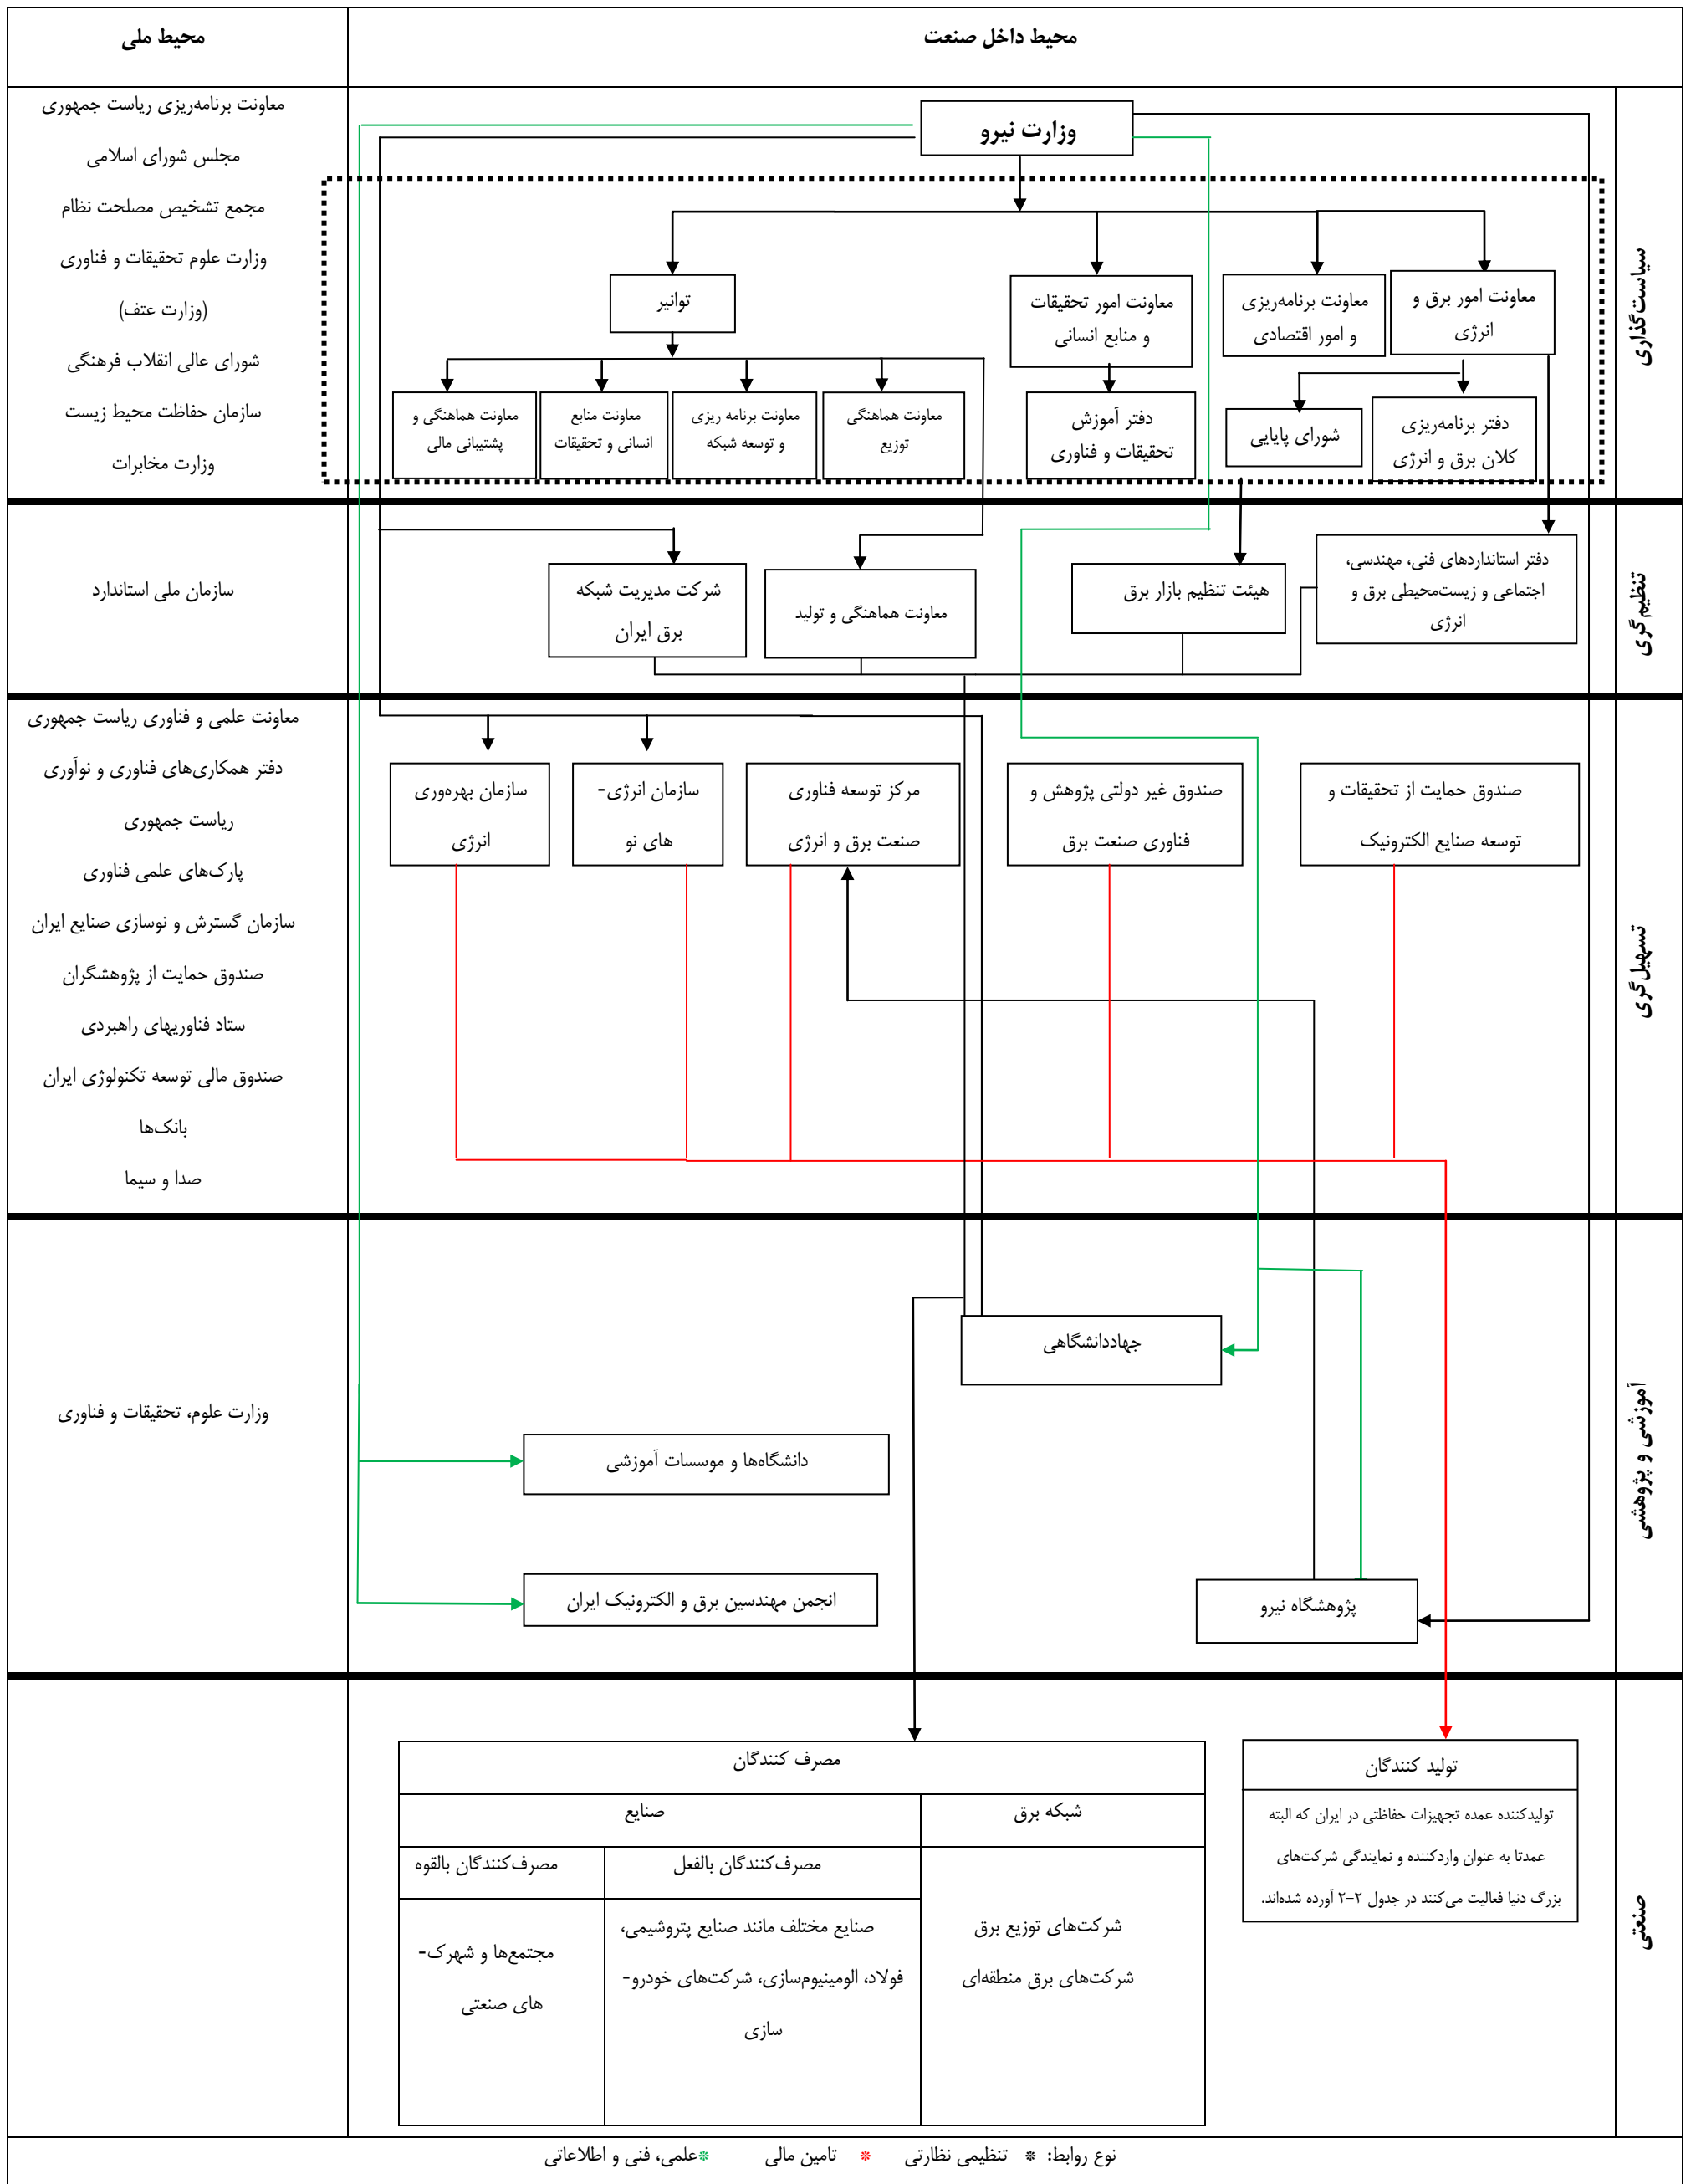 محیط داخل صنعت
محیط ملی
سیاست‌گذاری
وزارت نیرو
معاونت امور برق و
انرژی
معاونت برنامه‌ریزی
و امور اقتصادی
معاونت امور تحقیقات
و منابع انسانی
توانیر
دفتر برنامه‌ریزی
کلان برق و انرژی
شورای پایایی
دفتر آموزش
تحقیقات و فناوری
معاونت هماهنگی
توزیع
معاونت برنامه ریزی
و توسعه شبکه
معاونت منابع
انسانی و تحقیقات
معاونت هماهنگی و
پشتیبانی مالی
معاونت برنامه‌ریزی ریاست جمهوری
مجلس شورای اسلامی
مجمع تشخیص مصلحت نظام
وزارت علوم تحقیقات و فناوری
(وزارت عتف)
شورای عالی انقلاب فرهنگی
سازمان حفاظت محیط زیست
وزارت مخابرات
تنظیم‌گری
دفتر استانداردهای فنی، مهندسی،
اجتماعی و زیست‌محیطی برق و
انرژی
هیئت تنظیم بازار برق
معاونت هماهنگی و تولید
شرکت مدیریت شبکه
برق ایران
سازمان ملی استاندارد
تسهیل‌گری
صندوق حمایت از تحقیقات و
توسعه صنایع الکترونیک
صندوق غیر دولتی پژوهش و
فناوری صنعت برق
مرکز توسعه فناوری
صنعت برق و انرژی
سازمان انرژی-
های نو
سازمان بهره‌وری
انرژی
معاونت علمی و فناوری ریاست جمهوری
دفتر همکاری‌های فناوری و نوآوری
ریاست جمهوری
پارک‌های علمی فناوری
سازمان گسترش و نوسازی صنایع ایران
صندوق حمایت از پژوهشگران
ستاد فناوریهای راهبردی
صندوق مالی توسعه تکنولوژی ایران
بانک‌ها
صدا و سیما
آموزشی و پژوهشی
جهاددانشگاهی
دانشگاه‌ها و موسسات آموزشی
انجمن مهندسین برق و الکترونیک ایران
پژوهشگاه نیرو
وزارت علوم، تحقیقات و فناوری
صنعتی
تولید کنندگان
تولیدکننده عمده تجهیزات حفاظتی در ایران که البته
عمدتا به عنوان واردکننده و نمایندگی شرکت‌های
بزرگ دنیا فعالیت می‌کنند در جدول ۲-۲ آورده شده‌اند.
مصرف کنندگان
شبکه برق
صنایع
مصرف‌کنندگان بالفعل
مصرف‌کنندگان بالقوه
شرکت‌های توزیع برق
شرکت‌های برق منطقه‌ای
صنایع مختلف مانند صنایع پتروشیمی،
فولاد، الومینیوم‌سازی، شرکت‌های خودرو-
سازی
مجتمع‌ها و شهرک-
های صنعتی
نوع روابط: * تنظیمی نظارتی * تامین مالی *علمی، فنی و اطلاعاتی